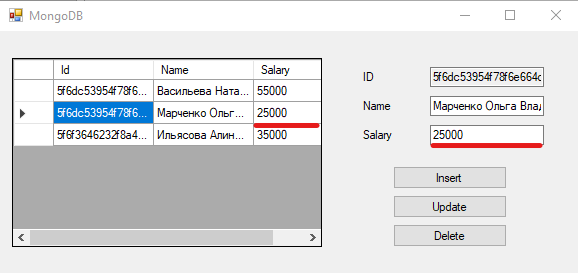 MongoDB
Id Name Salary
5f6dc53954f78f6... Васильева Ната... 55000
5f6dc53954f78f6... Марченко Ольг... 25000
5f6f3646232f8a4... Ильясова Алин... 35000
ID 5f6dc53954f78f6e664c
Name Марченко Ольга Влад
Salary 25000
Insert
Update
Delete